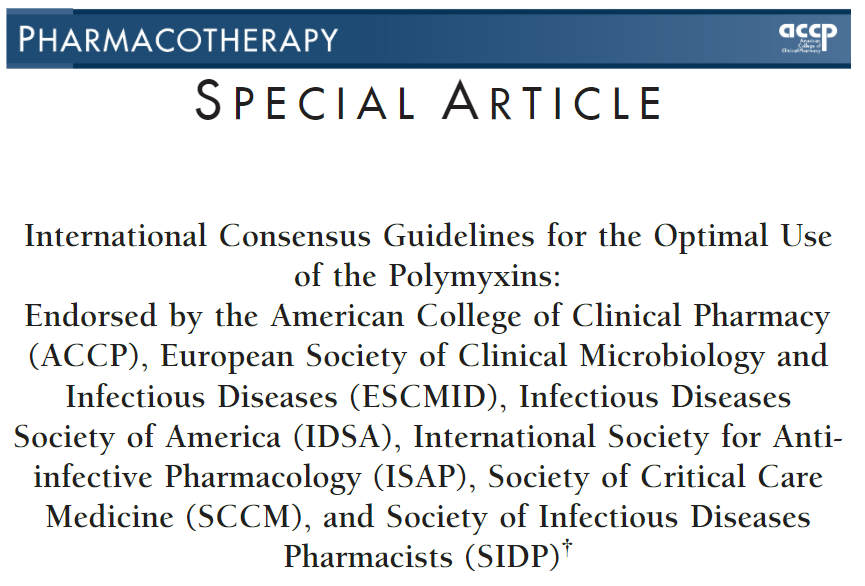 PHARMACOTHERAPY
accp
American
College of
Clinical Pharmacy
SPECIAL ARTICLE
International Consensus Guidelines for the Optimal Use
of the Polymyxins:
Endorsed by the American College of Clinical Pharmacy
(ACCP), European Society of Clinical Microbiology and
Infectious Diseases (ESCMID), Infectious Diseases
Society of America (IDSA), International Society for Anti-
infective Pharmacology (ISAP), Society of Critical Care
Medicine (SCCM), and Society of Infectious Diseases
Pharmacists (SIDP)†